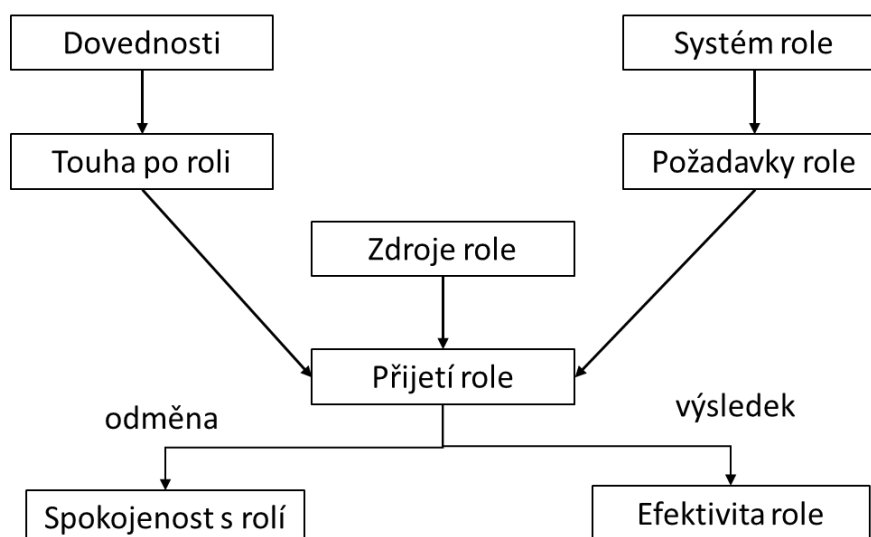 Dovednosti
Systém role
Touha po roli
Požadavky role
Zdroje role
Přijetí role
odměna
výsledek
Spokojenost s rolí
Efektivita role